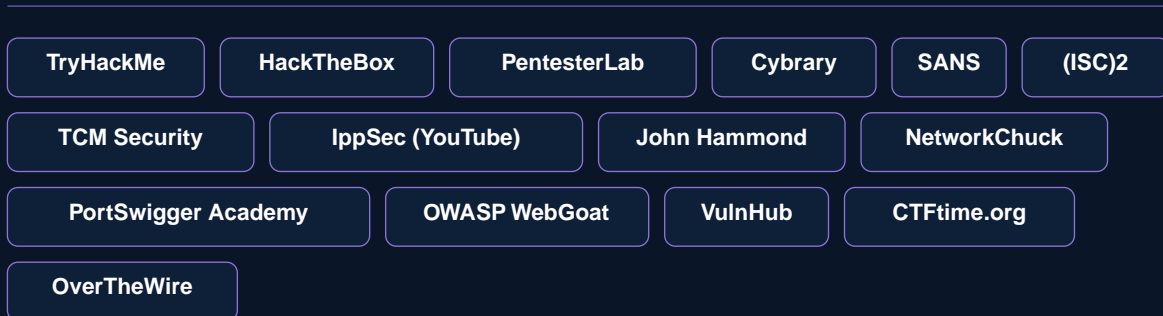 TryHackMe HackTheBox PentesterLab Cybrary SANS (ISC)2
TCM Security IppSec (YouTube) John Hammond NetworkChuck
PortSwigger Academy OWASP WebGoat VulnHub CTFtime.org
OverTheWire